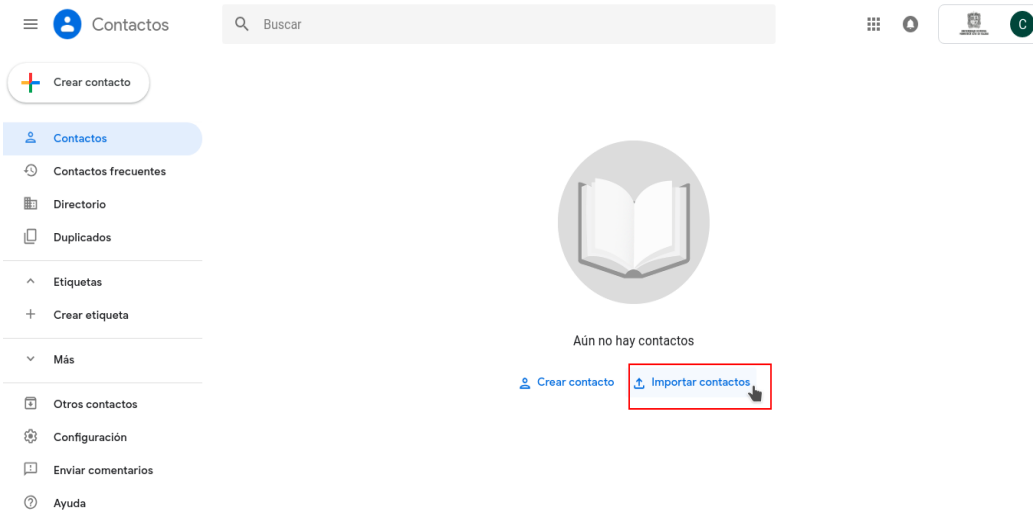 Contactos
Buscar
C
Crear contacto
Contactos
Contactos frecuentes
Directorio
Duplicados
Etiquetas
Crear etiqueta
Más
Otros contactos
Configuración
Enviar comentarios
Ayuda
Aún no hay contactos
Crear contacto
Importar contactos